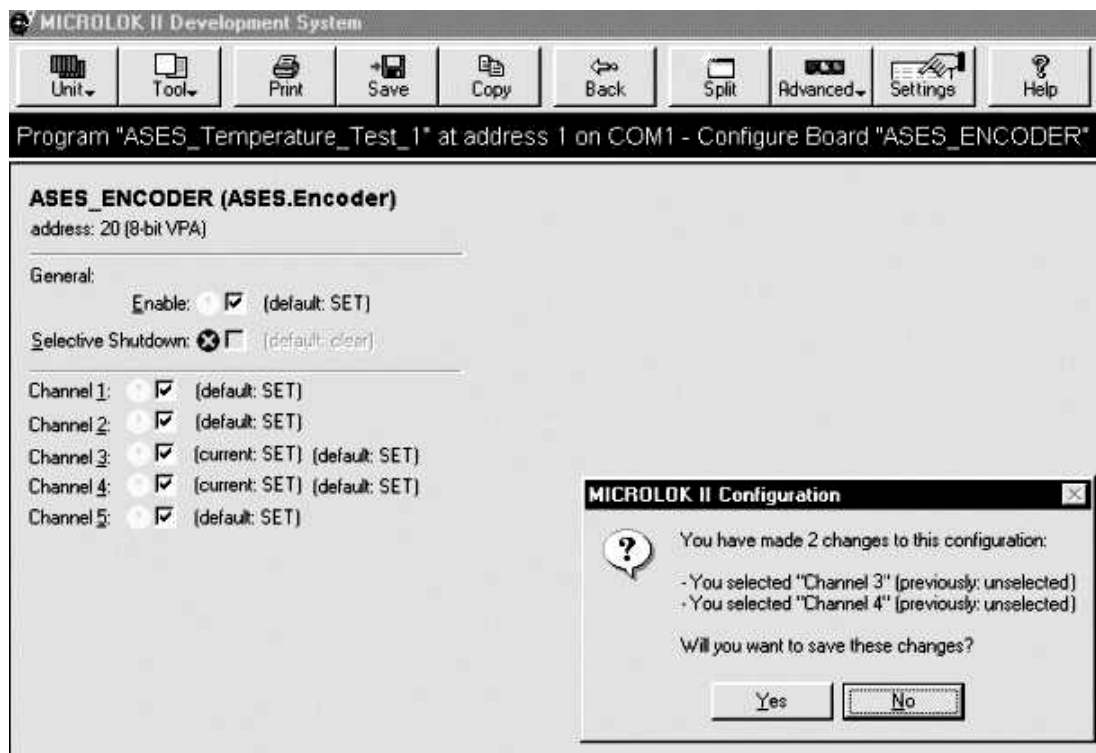 MICROLOK II Development System
Unit Tool Print Save Copy Back Split Advanced Settings Help
Program "ASES_Temperature_Test_1" at address 1 on COM1 - Configure Board "ASES_ENCODER"
ASES_ENCODER (ASES.Encoder)
address: 20 (8-bit VPA)
General:
Enable: (default: SET)
Selective Shutdown: (default: clear)
Channel 1: (default: SET)
Channel 2: (default: SET)
Channel 3: (current: SET) (default: SET)
Channel 4: (current: SET) (default: SET)
Channel 5: (default: SET)
MICROLOK II Configuration
You have made 2 changes to this configuration:
- You selected "Channel 3" (previously: unselected)
- You selected "Channel 4" (previously: unselected)
Will you want to save these changes?
Yes No